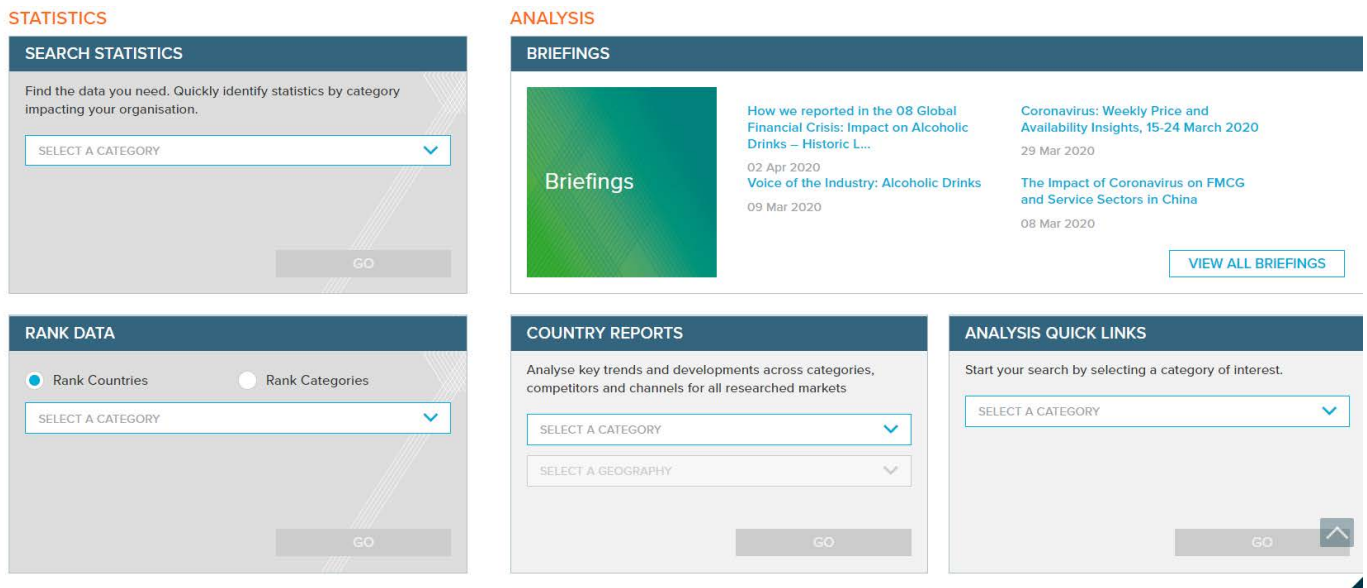 STATISTICS
SEARCH STATISTICS
Find the data you need. Quickly identify statistics by category
impacting your organisation.
SELECT A CATEGORY
GO
RANK DATA
Rank Countries
Rank Categories
SELECT A CATEGORY
GO
ANALYSIS
BRIEFINGS
Briefings
How we reported in the 08 Global
Financial Crisis: Impact on Alcoholic
Drinks – Historic L...
02 Apr 2020
Voice of the Industry: Alcoholic Drinks
09 Mar 2020
Coronavirus: Weekly Price and
Availability Insights, 15-24 March 2020
29 Mar 2020
The Impact of Coronavirus on FMCG
and Service Sectors in China
08 Mar 2020
VIEW ALL BRIEFINGS
COUNTRY REPORTS
Analyse key trends and developments across categories,
competitors and channels for all researched markets
SELECT A CATEGORY
SELECT A GEOGRAPHY
GO
ANALYSIS QUICK LINKS
Start your search by selecting a category of interest.
SELECT A CATEGORY
GO